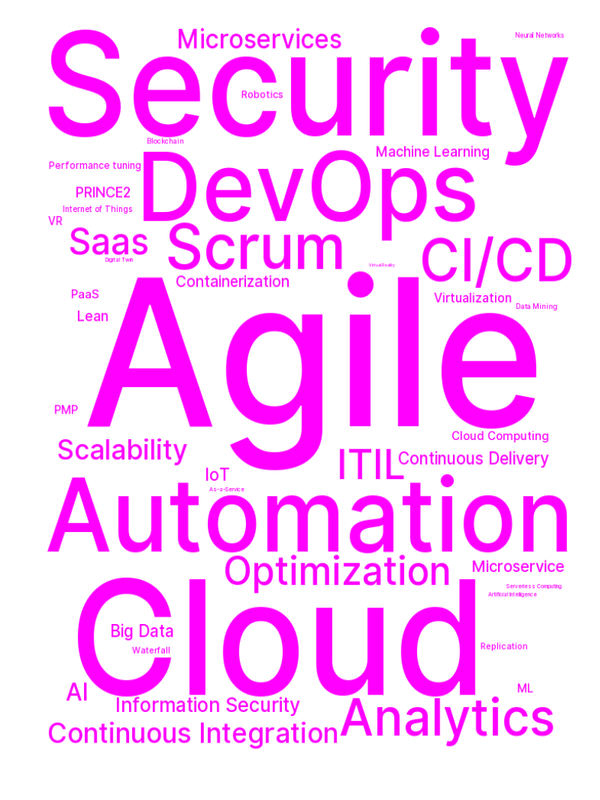 Microservices
Neural Networks
Security
Robotics
Blockchain
Machine Learning
Performance tuning
DevOps
PRINCE2
Internet of Things
VR
Saas
Scrum
CI/CD
Digital Twin
Virtual Reality
Containerization
PaaS
Virtualization
Data Mining
Lean
Agile
PMP
Cloud Computing
Scalability
ITIL
Continuous Delivery
IoT
As-a-Service
Automation
Optimization
Microservice
Serverless Computing
Artificial Intelligence
Cloud
Big Data
Waterfall
Replication
AI
ML
Information Security
Analytics
Continuous Integration